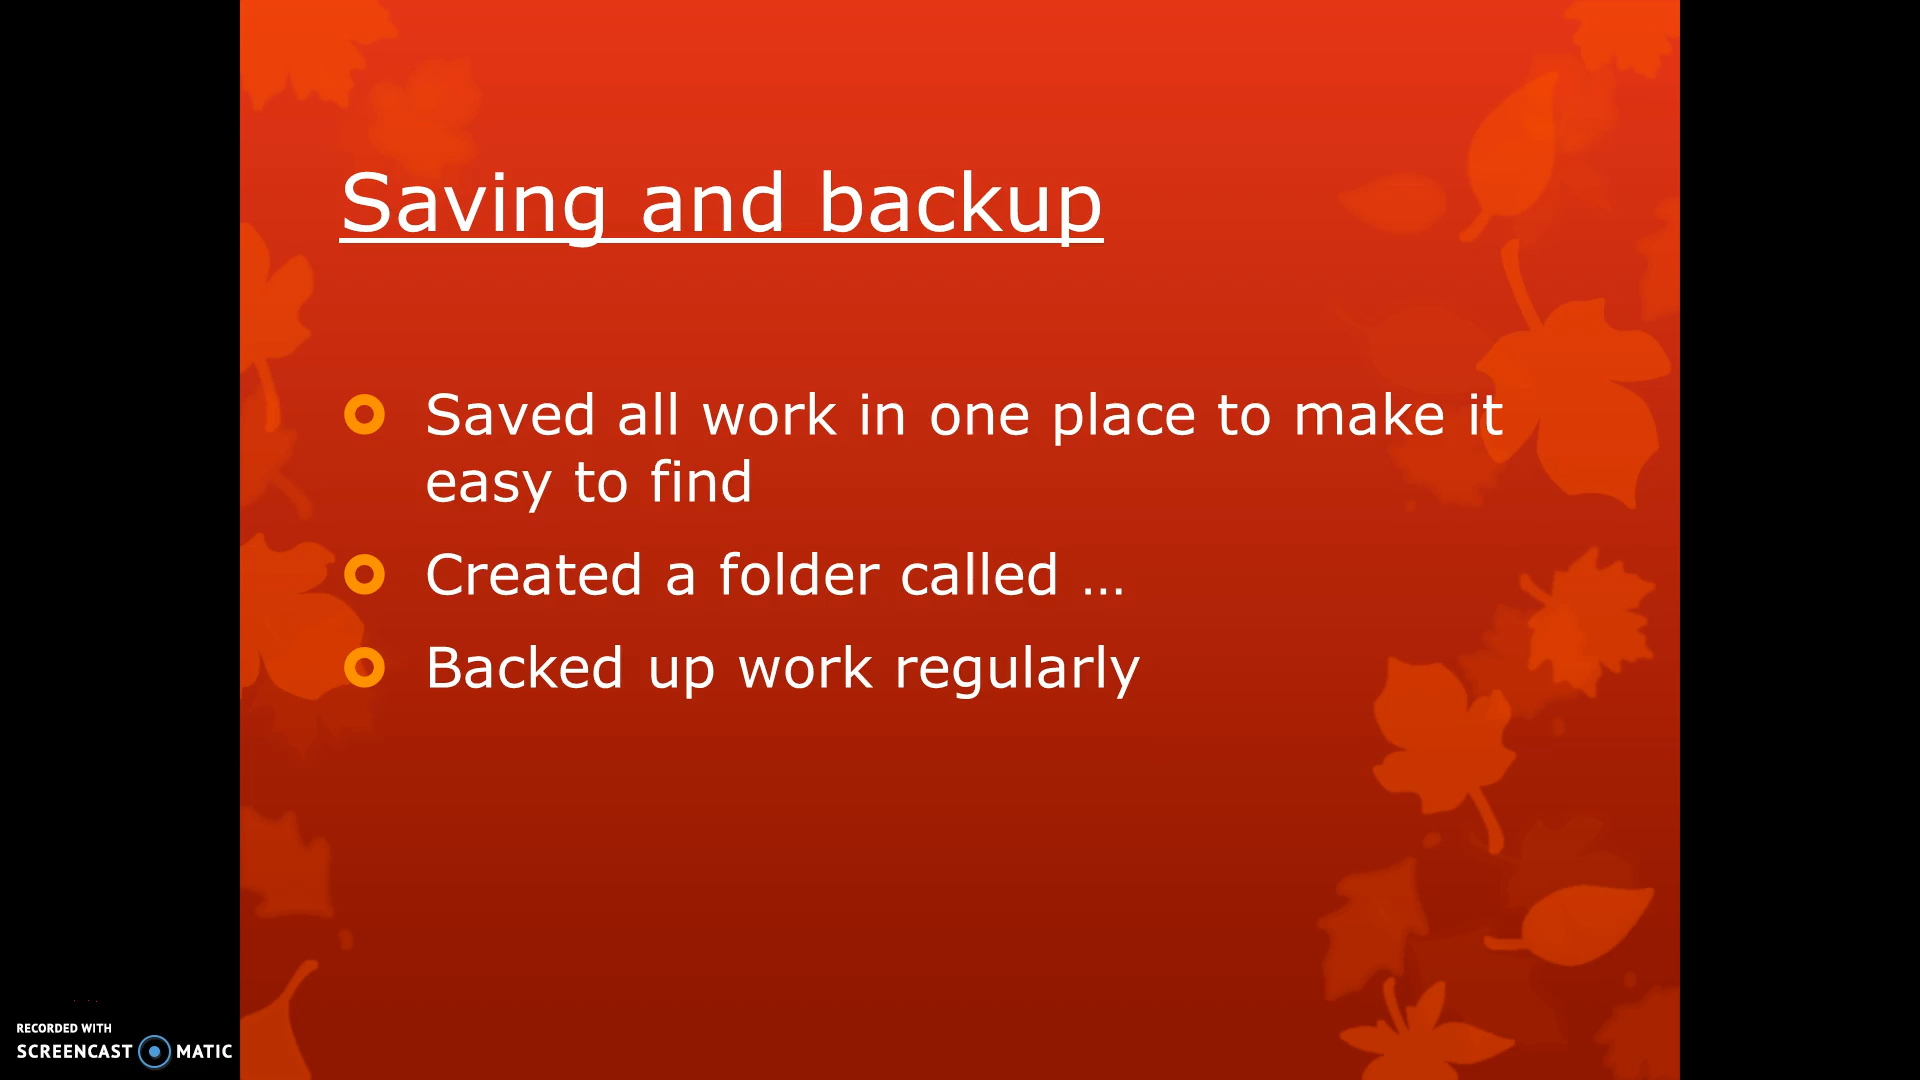 Saving and backup
Saved all work in one place to make it
easy to find
Created a folder called …
Backed up work regularly
RECORDED WITH
SCREENCAST MATIC